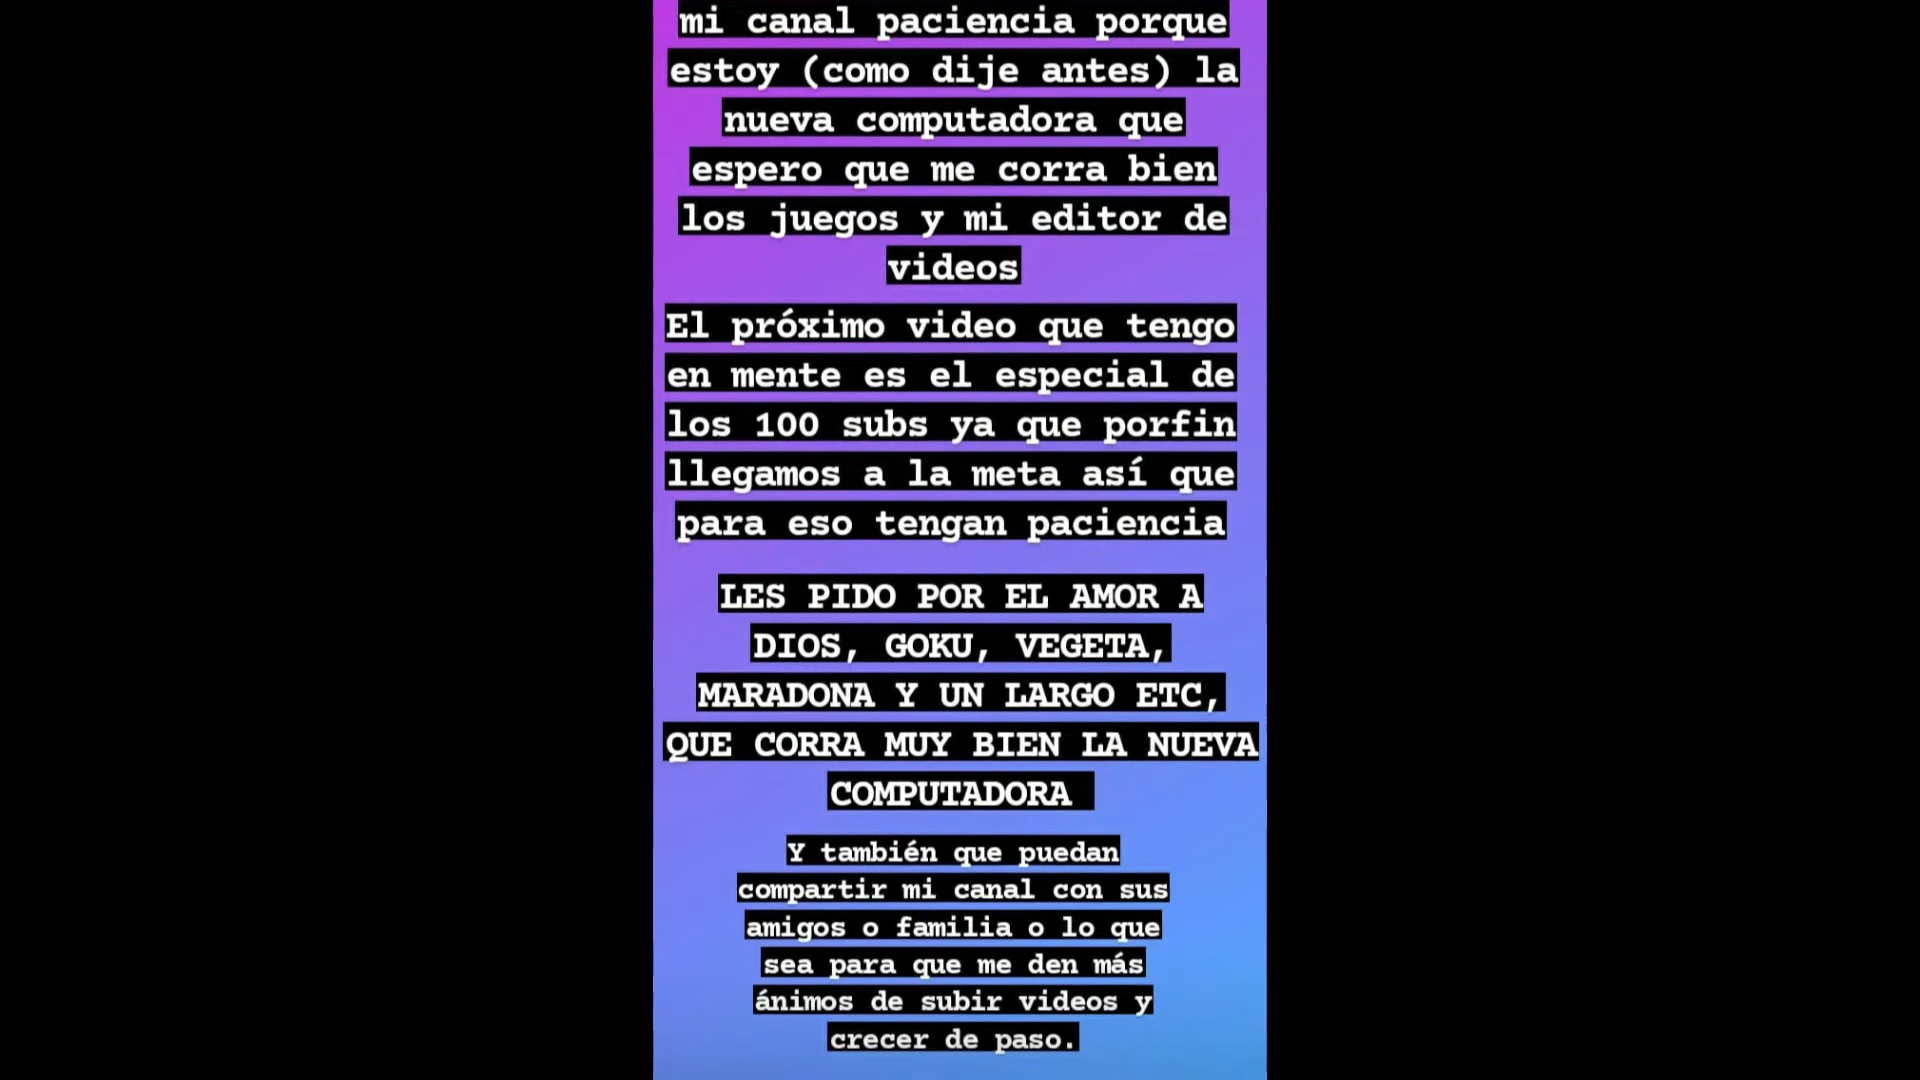 mi canal paciencia porque
estoy (como dije antes) la
nueva computadora que
espero que me corra bien
los juegos y mi editor de
videos
El próximo video que tengo
en mente es el especial de
los 100 subs ya que porfin
llegamos a la meta así que
para eso tengan paciencia
LES PIDO POR EL AMOR A
DIOS, GOKU, VEGETA,
MARADONA Y UN LARGO ETC,
QUE CORRA MUY BIEN LA NUEVA
COMPUTADORA
Y también que puedan
compartir mi canal con sus
amigos o familia o lo que
sea para que me den más
ánimos de subir videos y
crecer de paso.